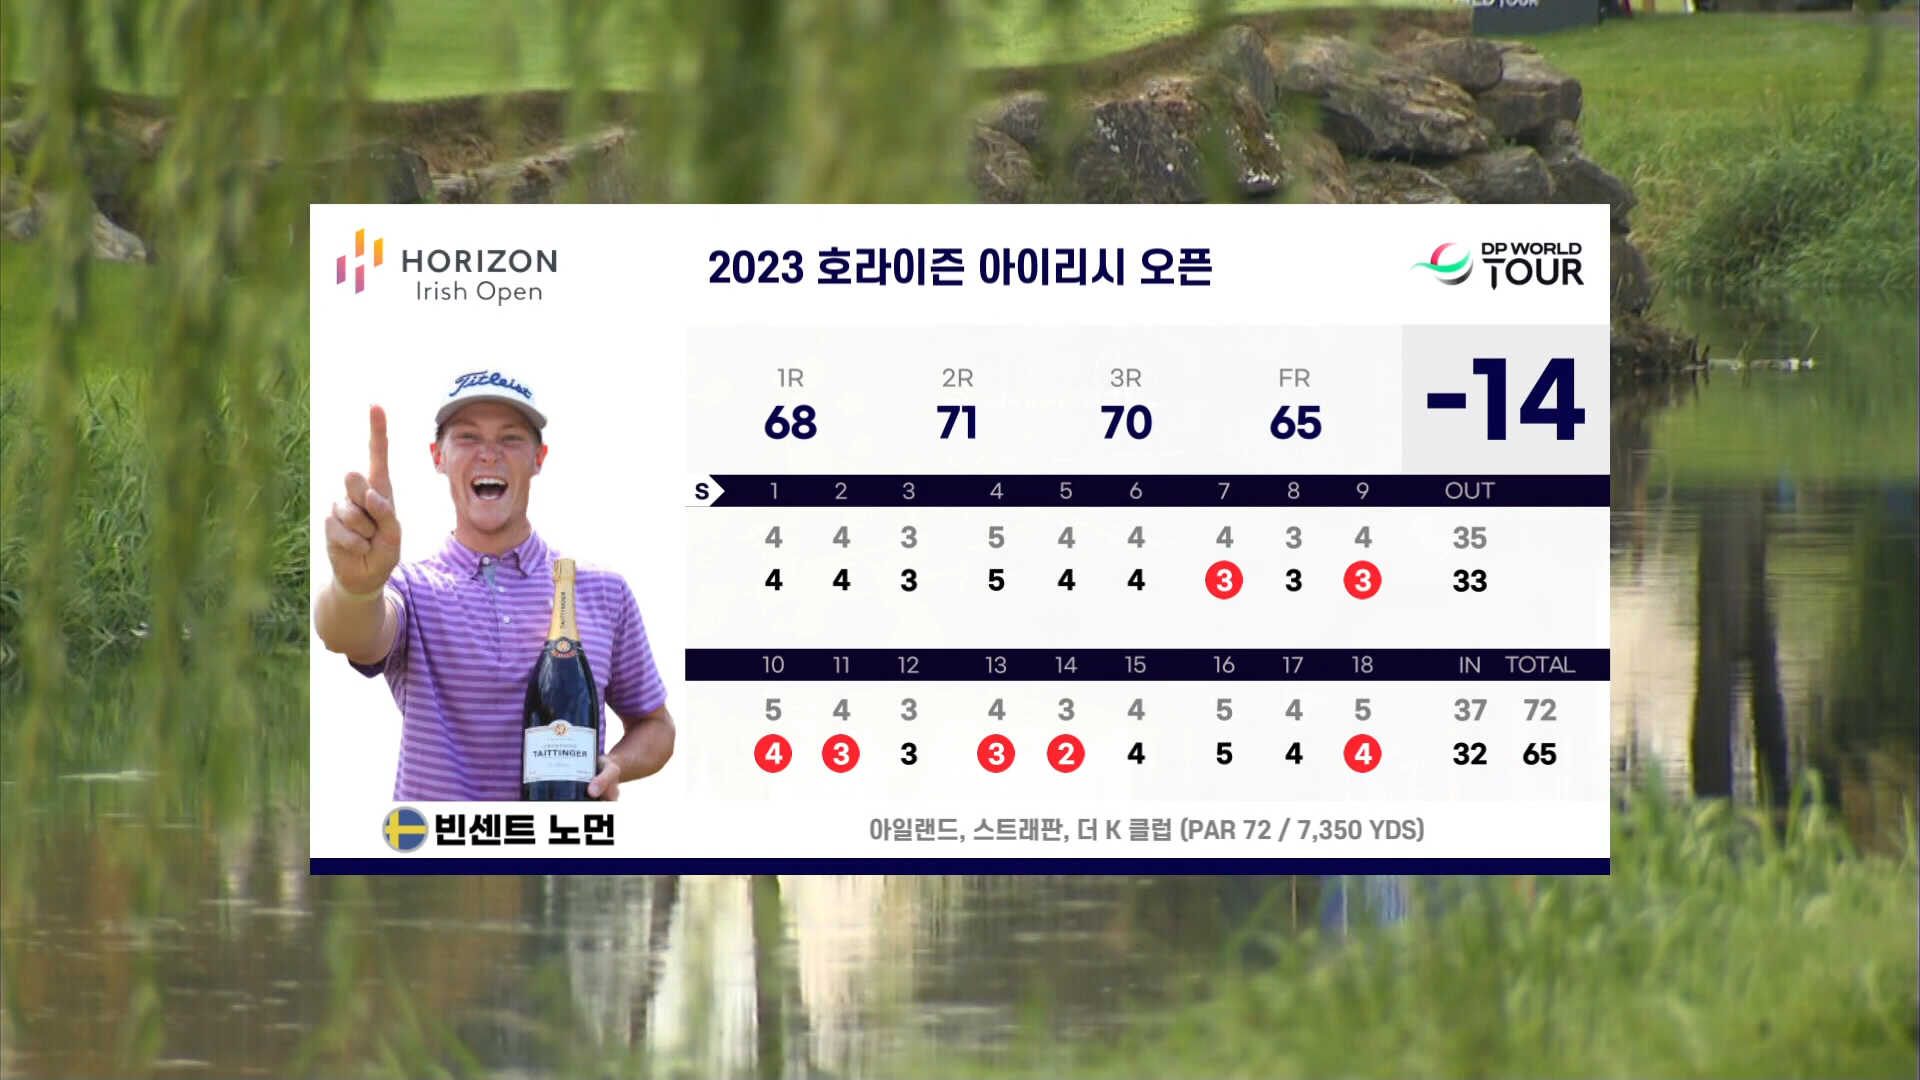 LD TOUR
HORIZON
Irish Open
2023 호라이즌 아이리시 오픈
DP WORLD
TOUR
1R 2R 3R FR
68 71 70 65
-14
S 1 2 3 4 5 6 7 8 9 OUT
4 4 3 5 4 4 4 3 4 35
4 4 3 5 4 4 3 3 3 33
10 11 12 13 14 15 16 17 18 IN TOTAL
5 4 3 4 3 4 5 4 5 37 72
4 3 3 3 2 4 5 4 4 32 65
Titleist
TAITTINGER
TAITTINGER
빈센트 노먼
아일랜드, 스트래판, 더 K 클럽 (PAR 72 / 7,350 YDS)